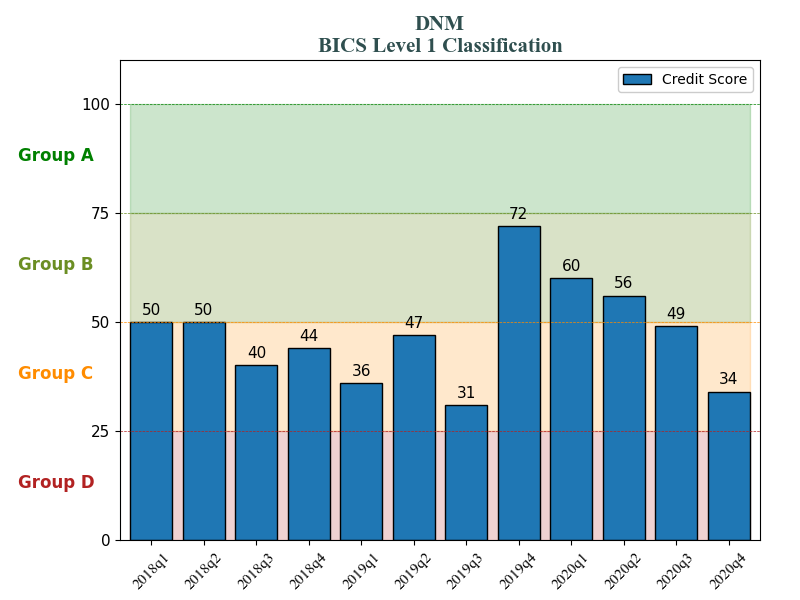 DNM
BICS Level 1 Classification
Credit Score
100
Group A
75
72
Group B
60
56
50
50
50
49
47
44
40
Group C
36
34
31
25
Group D
0
2018q1
2018q2
2018q3
2018q4
2019q1
2019q2
2019q3
2019q4
2020q1
2020q2
2020q3
2020q4